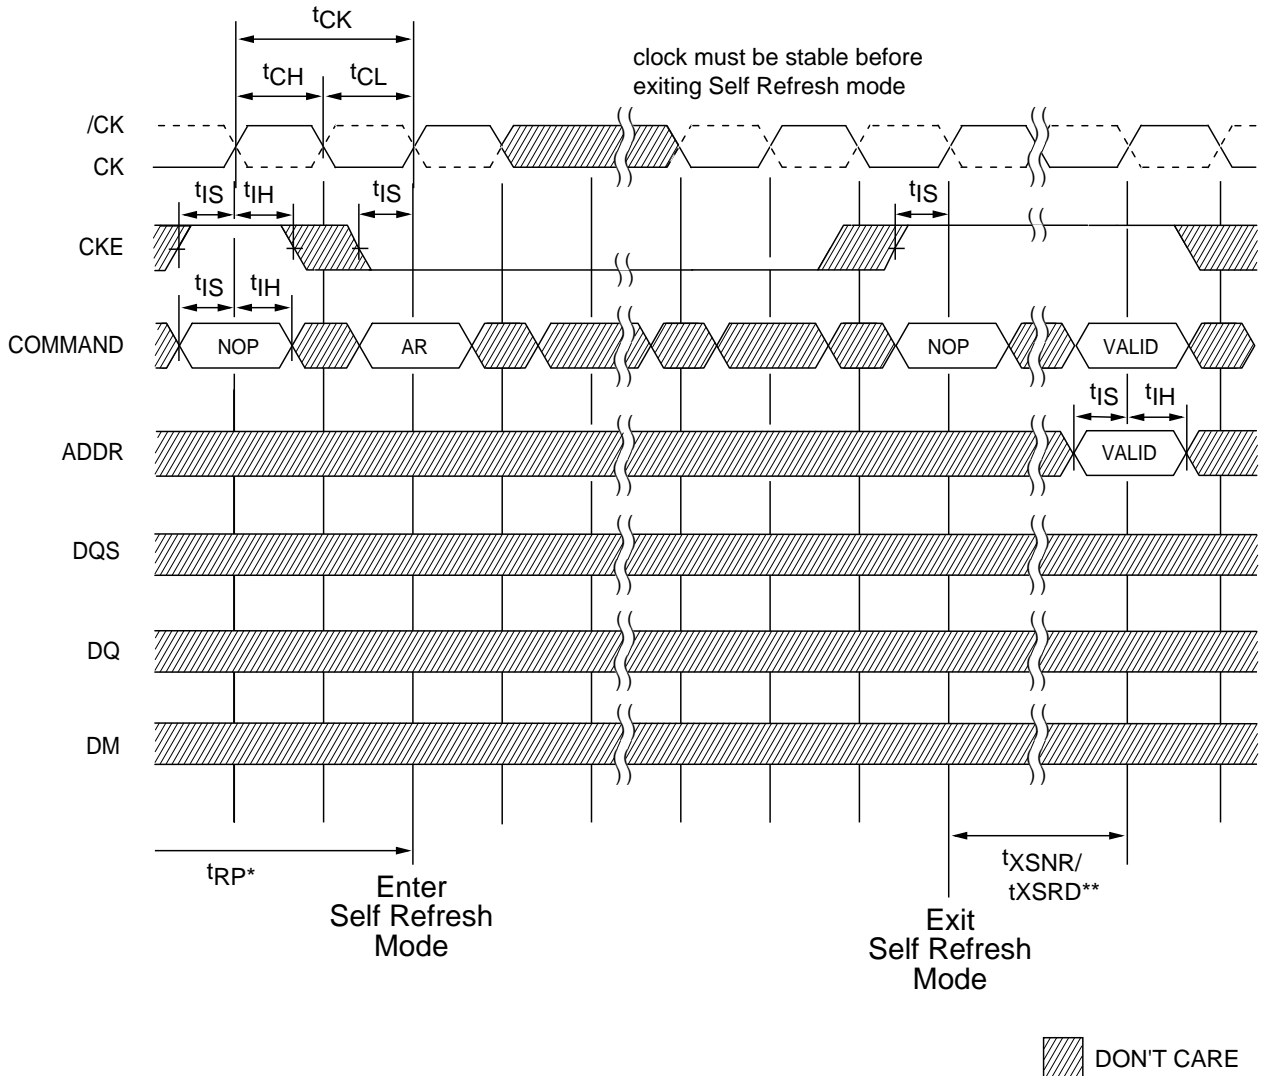 tCK
clock must be stable before
exiting Self Refresh mode
tCH
tCL
/CK
CK
tIS
tIH
tIS
tIS
CKE
tIS
tIH
COMMAND
NOP
AR
NOP
VALID
tIS
tIH
ADDR
VALID
DQS
DQ
DM
tRP*
Enter
Self Refresh
Mode
tXSNR/
tXSRD**
Exit
Self Refresh
Mode
DON'T CARE